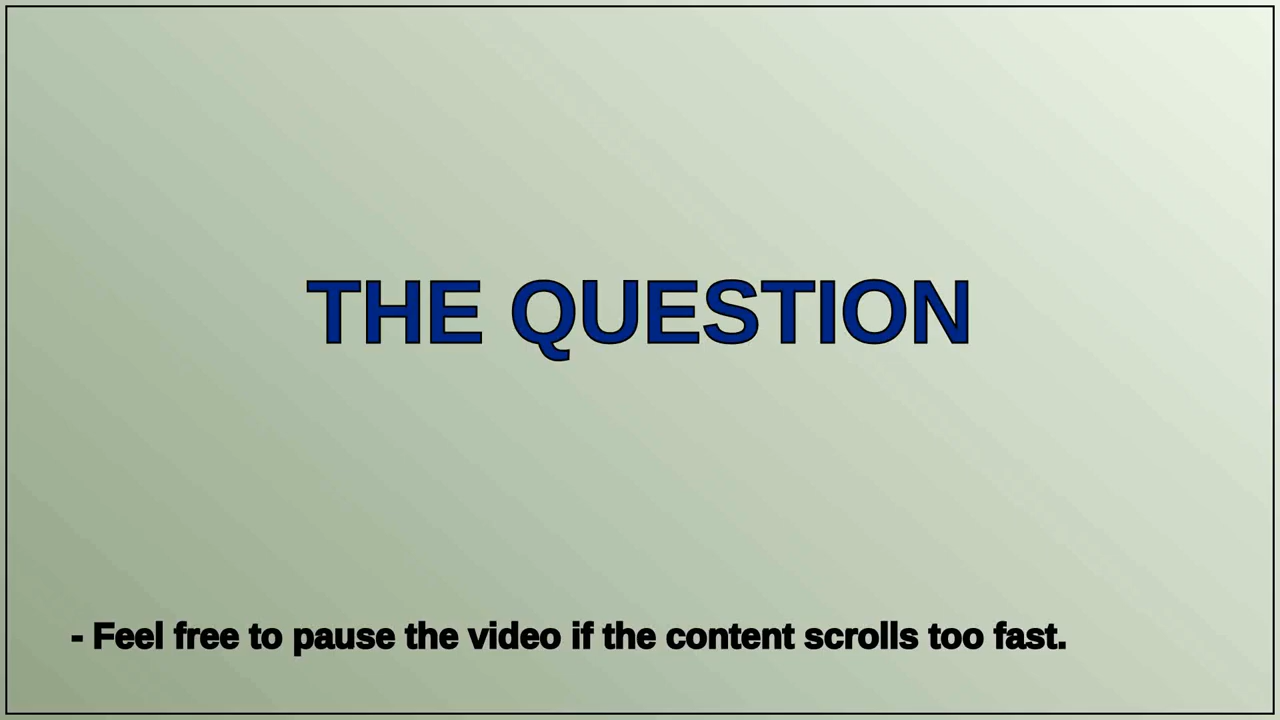 THE QUESTION
- Feel free to pause the video if the content scrolls too fast.